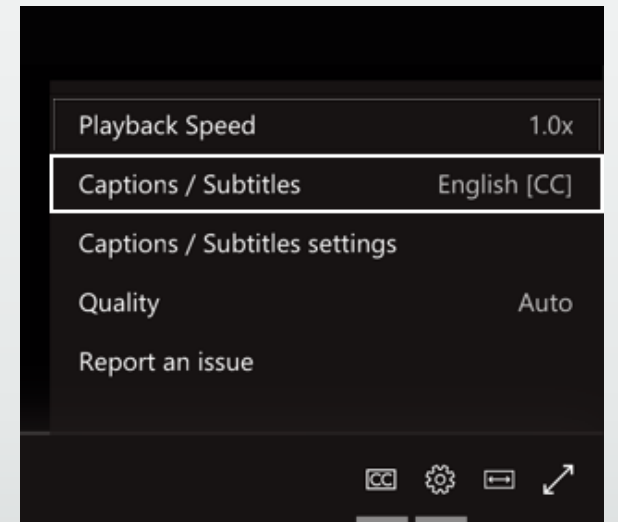 Playback Speed 1.0x
Captions / Subtitles English [CC]
Captions / Subtitles settings
Quality Auto
Report an issue
CC